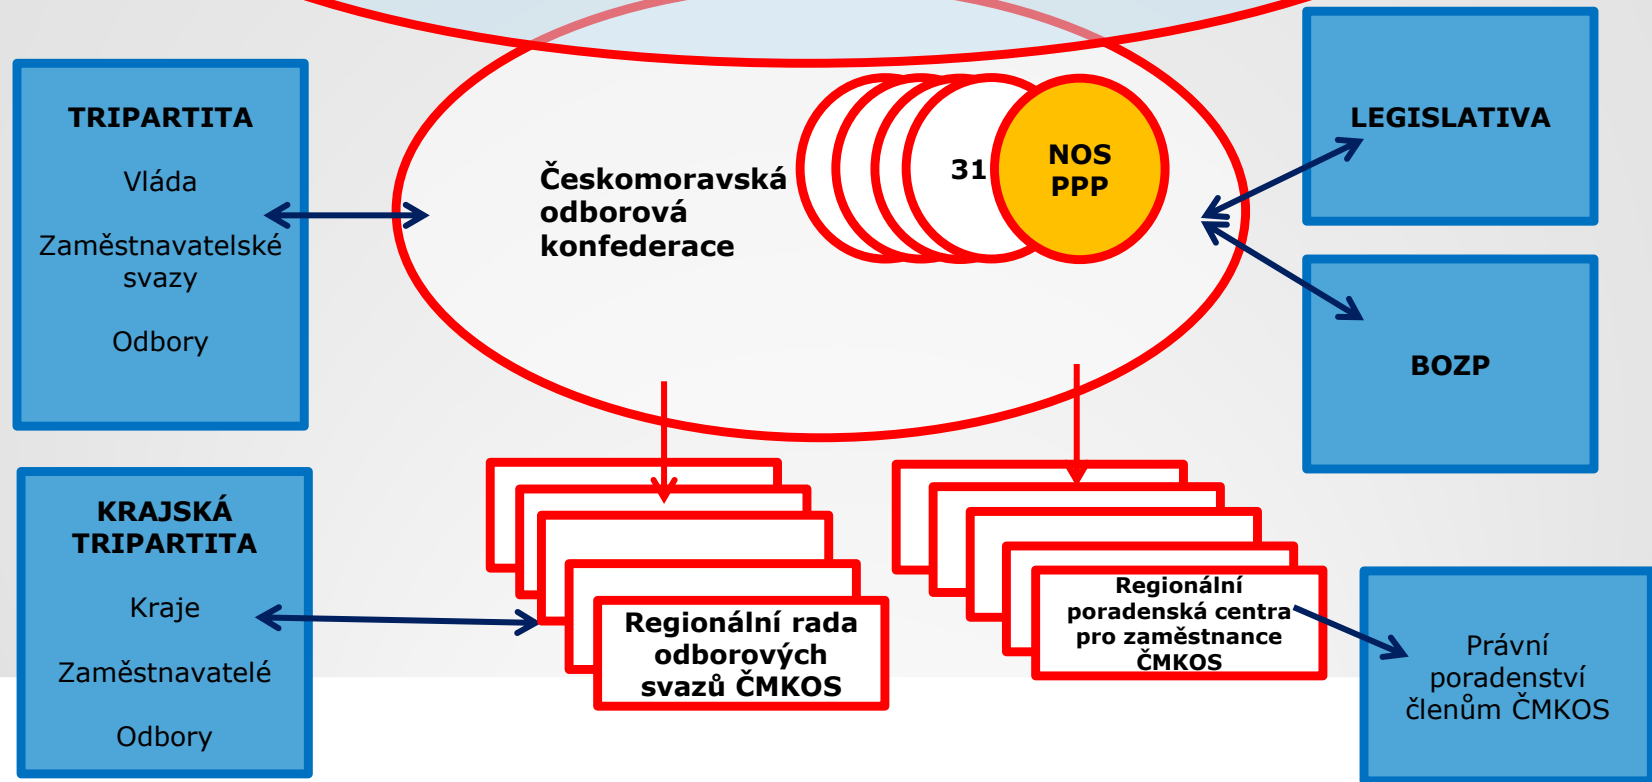 TRIPARTITA
Vláda
Zaměstnavatelské
svazy
Odbory
Českomoravská
odborová
konfederace
31
NOS
PPP
LEGISLATIVA
BOZP
KRAJSKÁ
TRIPARTITA
Kraje
Zaměstnavatelé
Odbory
Regionální rada
odborových
svazů ČMKOS
Regionální
poradenská centra
pro zaměstnance
ČMKOS
Právní
poradenství
členům ČMKOS